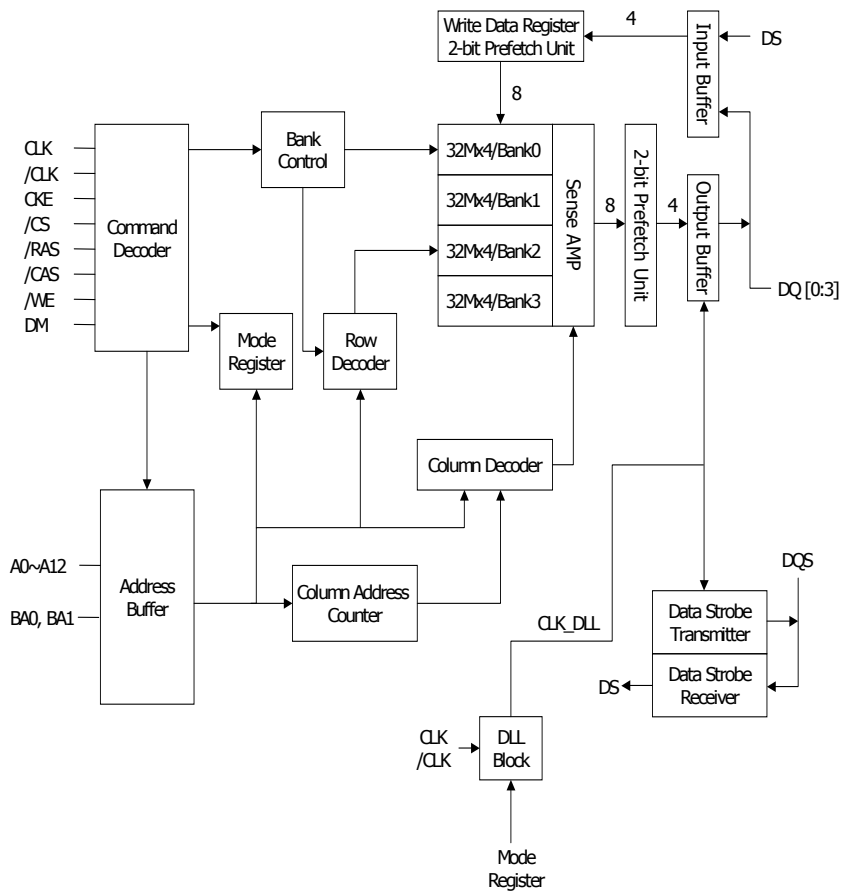 Write Data Register
2-bit Prefetch Unit
4
Input Buffer
DS
8
Bank
Control
CLK
/CLK
CKE
/CS
/RAS
/CAS
/WE
DM
Command
Decoder
32Mx4/Bank0
32Mx4/Bank1
32Mx4/Bank2
32Mx4/Bank3
Sense AMP
8
2-bit Prefetch Unit
4
Output Buffer
DQ [0:3]
Mode
Register
Row
Decoder
Column Decoder
A0~A12
BA0, BA1
Address
Buffer
Column Address
Counter
CLK_DLL
DQS
Data Strobe
Transmitter
Data Strobe
Receiver
DS
CLK
/CLK
DLL
Block
Mode
Register